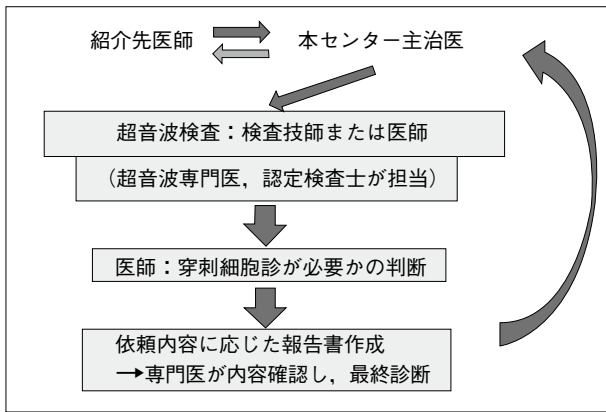 紹介先医師
本センター主治医
超音波検査：検査技師または医師
（超音波専門医，認定検査士が担当）
医師：穿刺細胞診が必要かの判断
依頼内容に応じた報告書作成
→専門医が内容確認し，最終診断